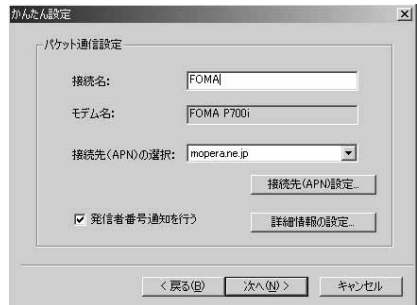 かんたん設定
パケット通信設定
接続名: FOMA
モデム名: FOMA P700i
接続先(APN)の選択: mopera.ne.jp
接続先(APN)設定...
発信者番号通知を行う 詳細情報の設定...
< 戻る(B) 次へ(N) > キャンセル